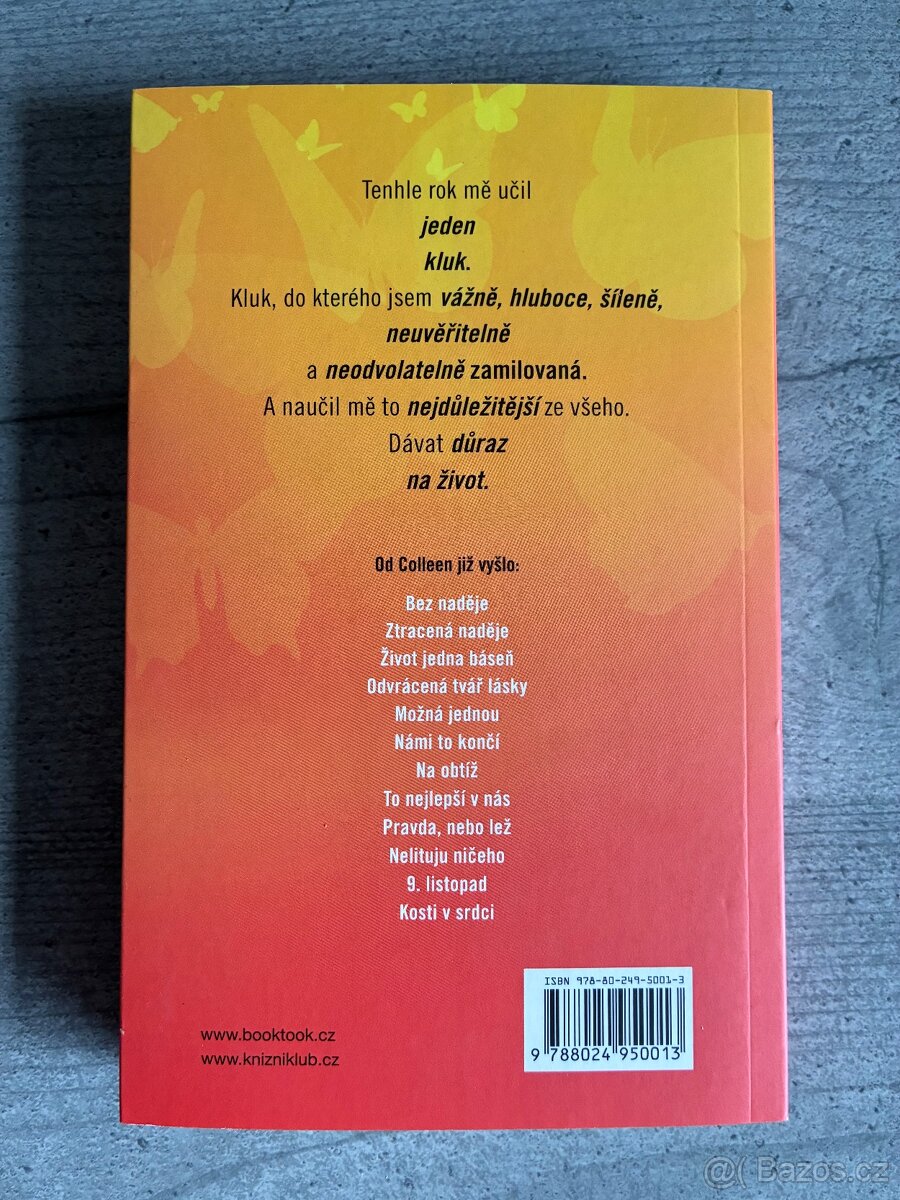 Tenhle rok mě učil
jeden
kluk.
Kluk, do kterého jsem vážně, hluboce, šíleně,
neuvěřitelně
a neodvolatelně zamilovaná.
A naučil mě to nejdůležitější ze všeho.
Dávat důraz
na život.
Od Colleen již vyšlo:
Bez naděje
Ztracená naděje
Život jedna báseň
Odvrácená tvář lásky
Možná jednou
Námi to končí
Na obtíž
To nejlepší v nás
Pravda, nebo lež
Nelituju ničeho
9. listopad
Kosti v srdci
ISBN 978-80-249-5001-3
9 788024 950013
www.booktook.cz
www.knizniklub.cz
@( Bazos.cz